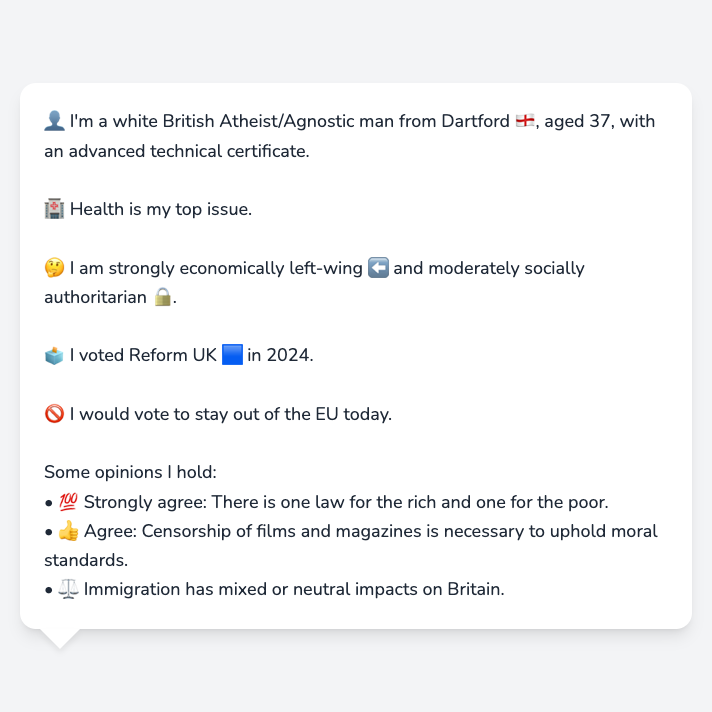 👤 I'm a white British Atheist/Agnostic man from Dartford 🏴󠁧󠁢󠁥󠁮󠁧󠁿, aged 37, with
an advanced technical certificate.
🏥 Health is my top issue.
🤔 I am strongly economically left-wing ⬅️ and moderately socially
authoritarian 🔒.
🗳️ I voted Reform UK 🟦 in 2024.
🚫 I would vote to stay out of the EU today.
Some opinions I hold:
• 💯 Strongly agree: There is one law for the rich and one for the poor.
• 👍 Agree: Censorship of films and magazines is necessary to uphold moral
standards.
• ⚖️ Immigration has mixed or neutral impacts on Britain.